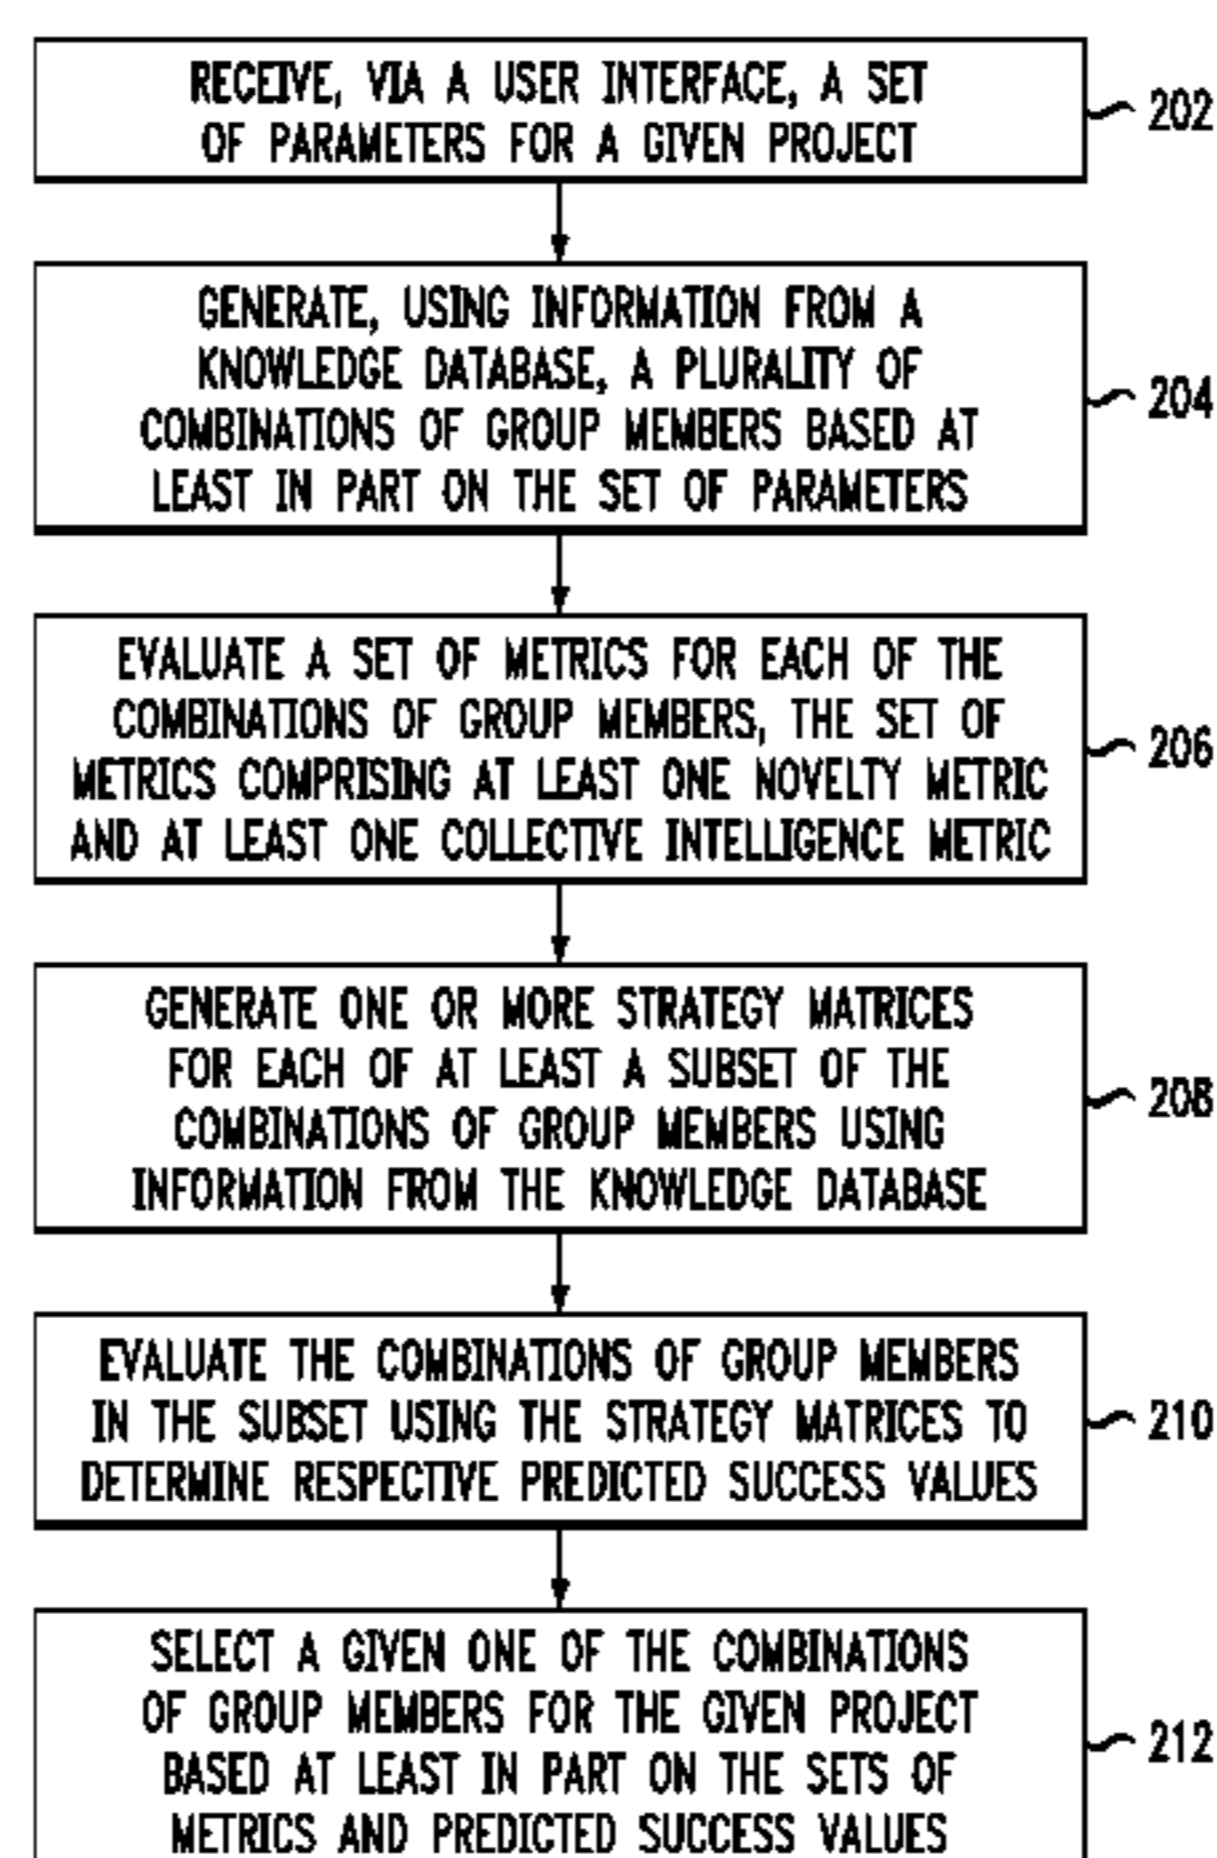 RECEIVE, VIA A USER INTERFACE, A SET
OF PARAMETERS FOR A GIVEN PROJECT
202
GENERATE, USING INFORMATION FROM A
KNOWLEDGE DATABASE, A PLURALITY OF
COMBINATIONS OF GROUP MEMBERS BASED AT
LEAST IN PART ON THE SET OF PARAMETERS
204
EVALUATE A SET OF METRICS FOR EACH OF THE
COMBINATIONS OF GROUP MEMBERS, THE SET OF
METRICS COMPRISING AT LEAST ONE NOVELTY METRIC
AND AT LEAST ONE COLLECTIVE INTELLIGENCE METRIC
206
GENERATE ONE OR MORE STRATEGY MATRICES
FOR EACH OF AT LEAST A SUBSET OF THE
COMBINATIONS OF GROUP MEMBERS USING
INFORMATION FROM THE KNOWLEDGE DATABASE
208
EVALUATE THE COMBINATIONS OF GROUP MEMBERS
IN THE SUBSET USING THE STRATEGY MATRICES TO
DETERMINE RESPECTIVE PREDICTED SUCCESS VALUES
210
SELECT A GIVEN ONE OF THE COMBINATIONS
OF GROUP MEMBERS FOR THE GIVEN PROJECT
BASED AT LEAST IN PART ON THE SETS OF
METRICS AND PREDICTED SUCCESS VALUES
212